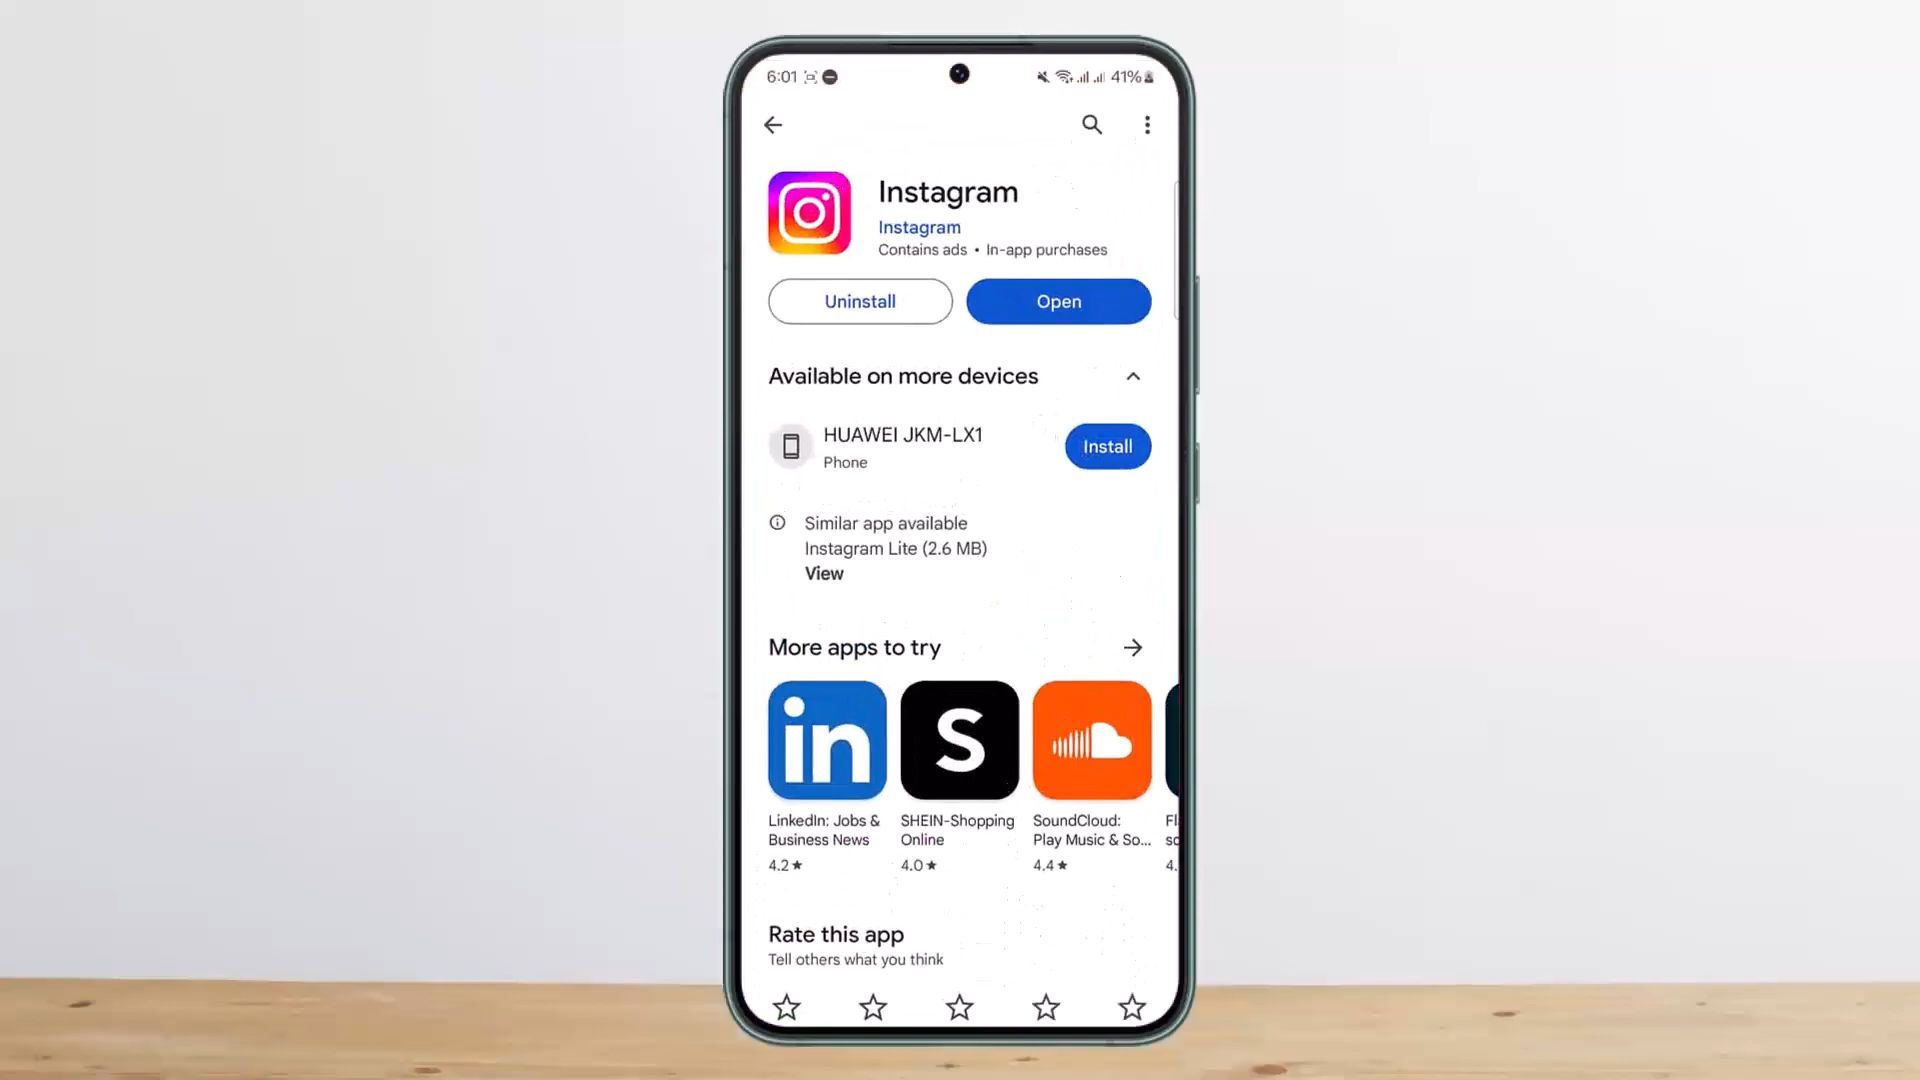 6:01
41%
Instagram
Instagram
Contains ads • In-app purchases
Uninstall
Open
Available on more devices
HUAWEI JKM-LX1
Phone
Install
Similar app available
Instagram Lite (2.6 MB)
View
More apps to try
in
S
LinkedIn: Jobs &
Business News
4.2★
SHEIN-Shopping
Online
4.0★
SoundCloud:
Play Music & So...
4.4★
Fl
sc
4.
Rate this app
Tell others what you think